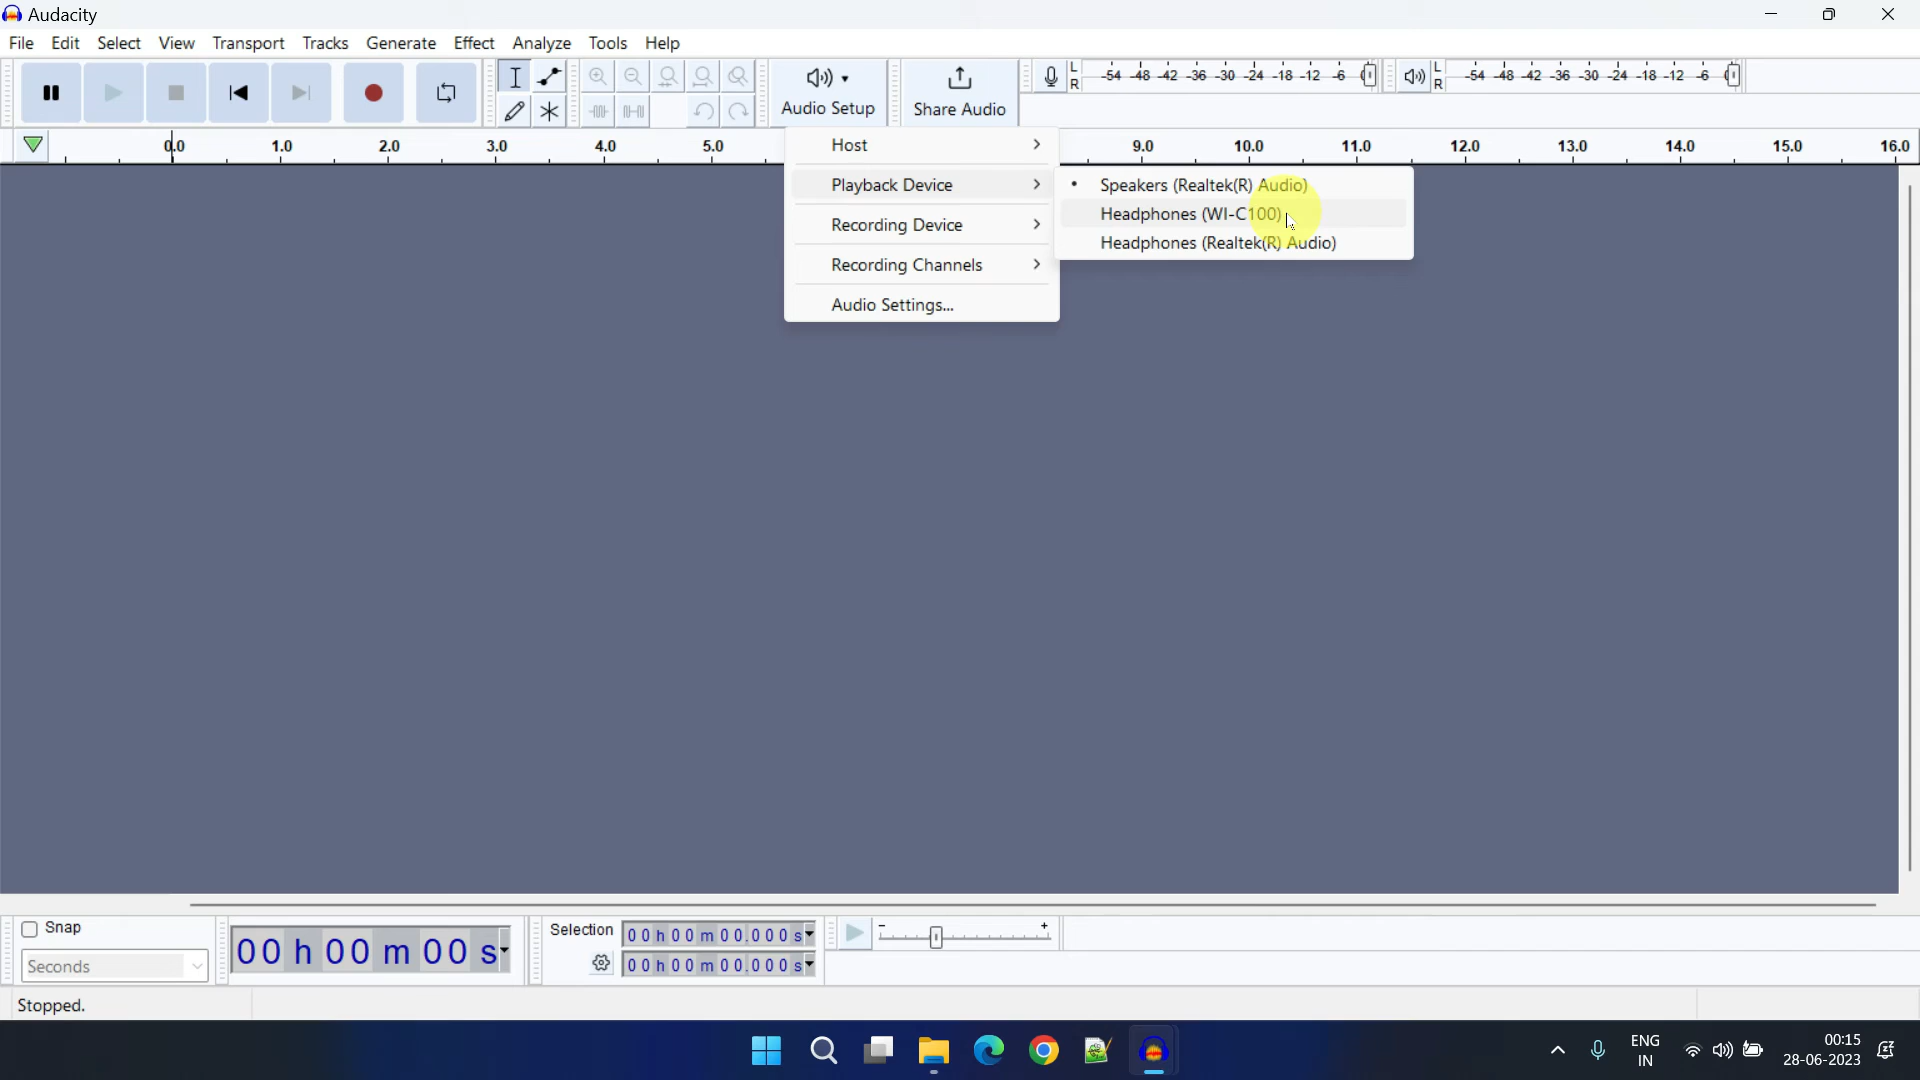 Audacity
File Edit Select View Transport Tracks Generate Effect Analyze Tools Help
Audio Setup
Share Audio
L
R
-54 -48 -42 -36 -30 -24 -18 -12 -6
L
R
-54 -48 -42 -36 -30 -24 -18 -12 -6
0.0 1.0 2.0 3.0 4.0 5.0 9.0 10.0 11.0 12.0 13.0 14.0 15.0 16.0
Host
Playback Device
Recording Device
Recording Channels
Audio Settings...
Speakers (Realtek(R) Audio)
Headphones (WI-C100)
Headphones (Realtek(R) Audio)
Snap
Seconds
00 h 00 m 00 s
Selection
00 h 00 m 00.000 s
00 h 00 m 00.000 s
- +
Stopped.
ENG
IN
00:15
28-06-2023